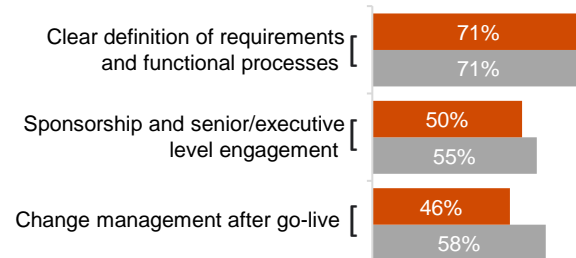 Clear definition of requirements
and functional processes
71%
71%
Sponsorship and senior/executive
level engagement
50%
55%
Change management after go-live
46%
58%